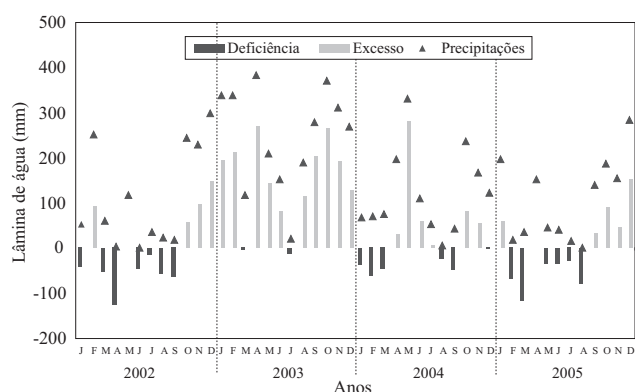 500
Deficiência Excesso Precipitações
400
300
200
100
0
-100
-200
Lâmina de água (mm)
J F M A M J J A S O N D J F M A M J J A S O N D J F M A M J J A S O N D J F M A M J J A S O N D
2002 2003 2004 2005
Anos